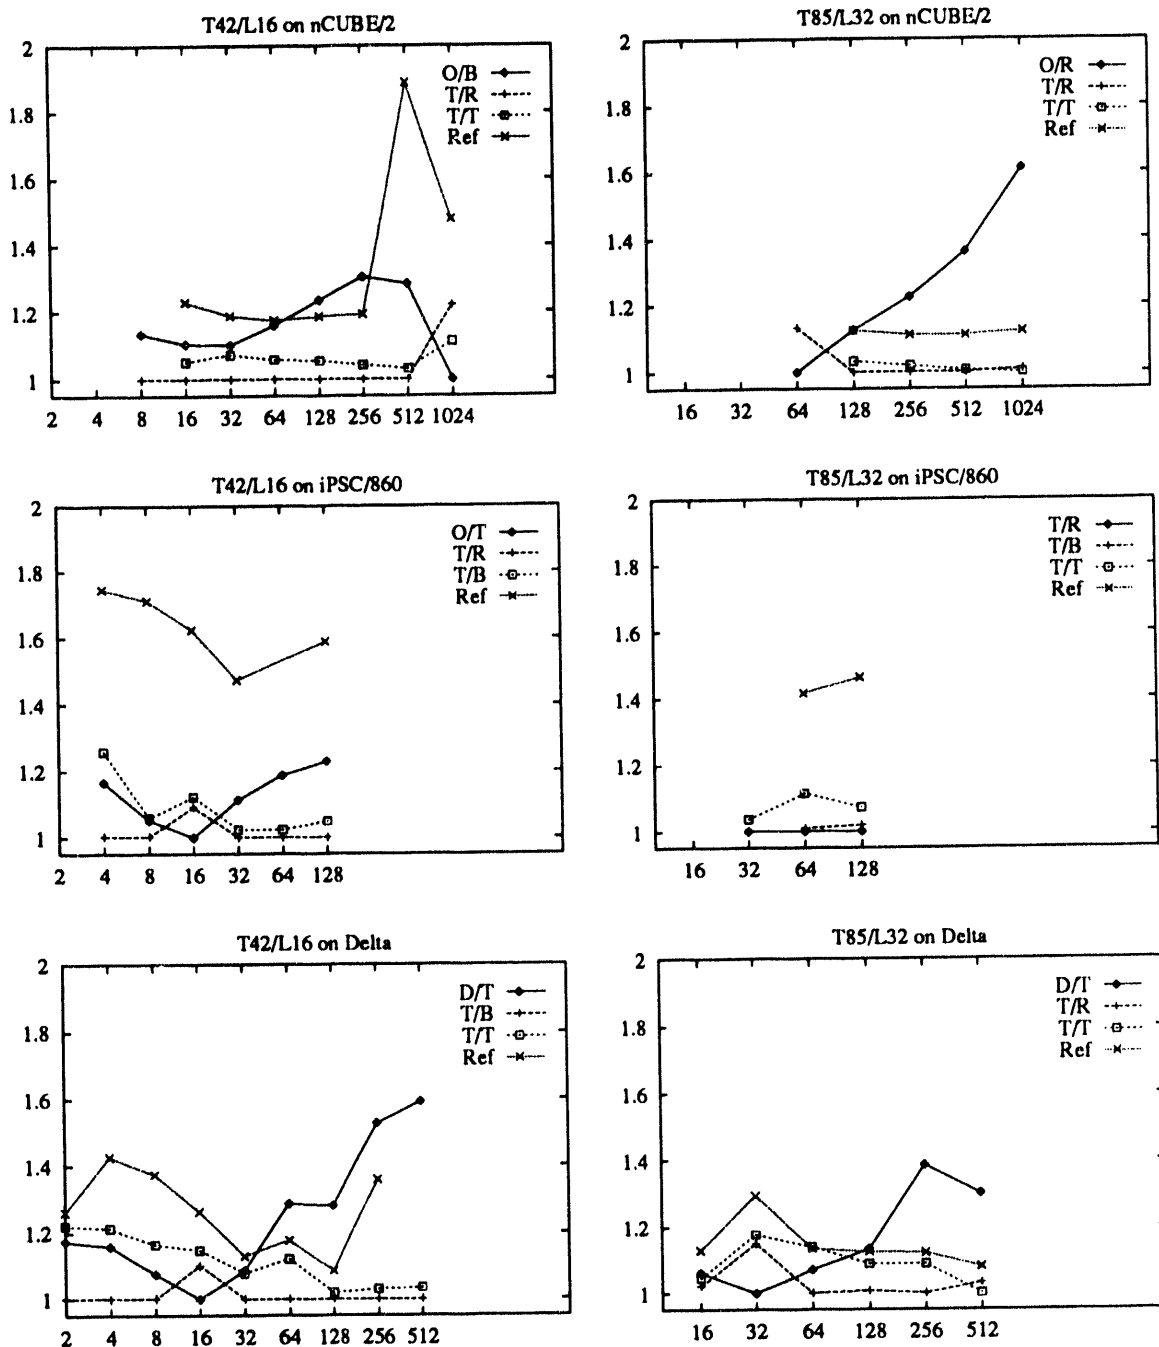 T42/L16 on nCUBE/2
2
1.8
1.6
1.4
1.2
1
O/B
T/R
T/T
Ref
2 4 8 16 32 64 128 256 512 1024
T85/L32 on nCUBE/2
2
1.8
1.6
1.4
1.2
1
O/R
T/R
T/T
Ref
16 32 64 128 256 512 1024
T42/L16 on iPSC/860
2
1.8
1.6
1.4
1.2
1
O/T
T/R
T/B
Ref
2 4 8 16 32 64 128
T85/L32 on iPSC/860
2
1.8
1.6
1.4
1.2
1
T/R
T/B
T/T
Ref
16 32 64 128
T42/L16 on Delta
2
1.8
1.6
1.4
1.2
1
D/T
T/B
T/T
Ref
2 4 8 16 32 64 128 256 512
T85/L32 on Delta
2
1.8
1.6
1.4
1.2
1
D/T
T/R
T/T
Ref
16 32 64 128 256 512